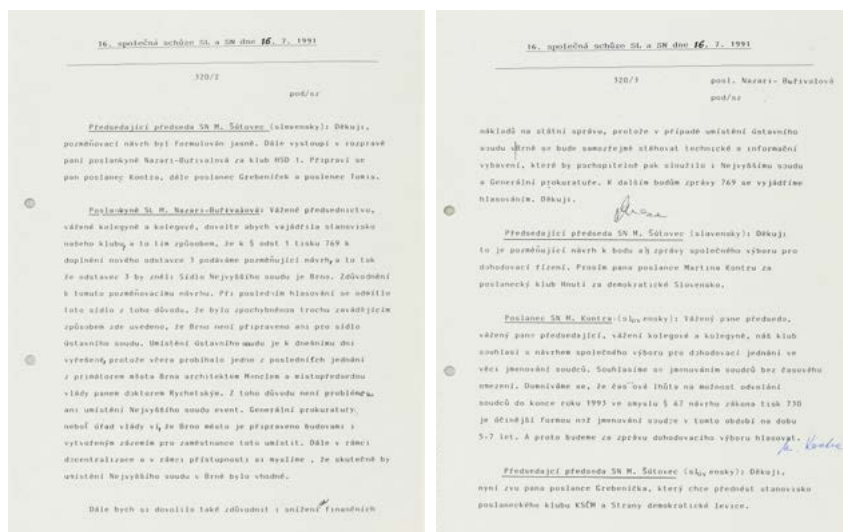 16. společná schůze SL a SN dne 16. 7. 1991
320/2
pod/sr
Předsedající předseda SN M. Šútovec (slovensky): Děkuji,
pozměňovací návrh byl formulován jasně. Dále vystoupí v rozpravě
paní poslankyně Nazari-Buřivalová za klub HSD 1. Připraví se
pan poslanec Kontra, dále poslanec Grebeníček a poslanec Tomis.
Poslankyně SL M. Nazari-Buřivalová: Vážené předsednictvo,
vážené kolegyně a kolegové, dovolte abych vyjádřila stanovisko
našeho klubu, a to tím způsobem, že k § odst 1 tisku 769 k
doplnění nového odstavce 3 podáváme pozměňující návrh, a to tak
že odstavec 3 by zněl: Sídlo Nejvyššího soudu je Brno. Zdůvodnění
k tomuto pozměňovacímu návrhu. Při posledním hlasování se odmítlo
toto sídlo z toho důvodu, že bylo zpochybněno trochu zavádějícím
způsobem zde uvedeno, že Brno není připraveno ani pro sídlo
ústavního soudu. Umístění ústavního soudu je k dnešnímu dni
vyřešené, protože včera probíhalo jedno z posledních jednání
z primátorem města Brna architektem Menclem a místopředsedou
vlády panem doktorem Rychetským. Z toho důvodu není problémem
ani umístění Nejvyššího soudu event. Generální prokuratury
neboť úřad vlády ví, že Brno město je připraveno budovami i
vytvořeným zázemím pro zaměstnance toto umístit. Dále v rámci
dzcentralizace a v rámci přístupnosti si myslíme , že skutečně by
umístění Nejvyššího soudu v Brně bylo vhodné.
Dále bych si dovolila také zdůvodnit i snížení finančních
16. společná schůze SL a SN dne 16. 7. 1991
320/3 posl. Nazari- Buřivalová
pod/sr
nákladů na státní správu, protože v případě umístění ústavního
soudu v Brně se bude samozřejmě stěhovat technické a informační
vybavení, které by pochopitelně pak sloužilo i Nejvyššímu soudu
a Generální prokuratuře. K dalším bodům zprávy 769 se vyjádříme
hlasováním. Děkuji.
Předsedající předseda SN M. Šútovec (slovensky): Děkuji
to je pozměňující návrh k bodu a) zprávy společného výboru pro
dohodovací řízení. Prosím pana poslance Martina Kontru za
poslanecký klub Hnutí za demokratické Slovensko.
Poslanec SN M. Kontra (slovensky): Vážený pane předsedo,
vážený pane předsedající, vážení kolegové a kolegyně, náš klub
souhlasí s návrhem společného výboru pro dohodovací jednání ve
věci jmenování soudců. Souhlasíme se jmenováním soudců bez časového
omezení. Domníváme se, že časová lhůta na možnost odvolání
soudců do konce roku 1993 ve smyslu § 67 návrhu zákona tisk 730
je účinější formou než jmenování soudce v tomto období na dobu
5-7 let. A proto budeme za zprávu dohodovacího výboru hlasovat.
M. Kontra
Předsedající předseda SN M. Šútovec (slovensky): Děkuji,
nyní zvu pana poslance Grebeníčka, který chce přednést stanovisko
poslaneckého klubu KSČM a Strany demokratické levice.